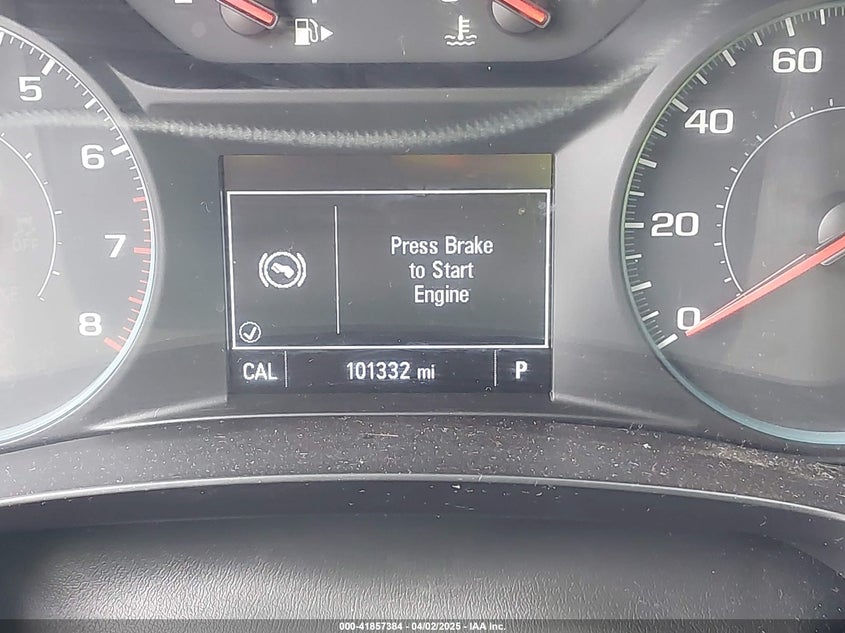 5
6
7
8
60
40
20
0
OFF
Press Brake
to Start
Engine
CAL
101332 mi
P
000-41857384 - 04/02/2025 - IAA Inc.